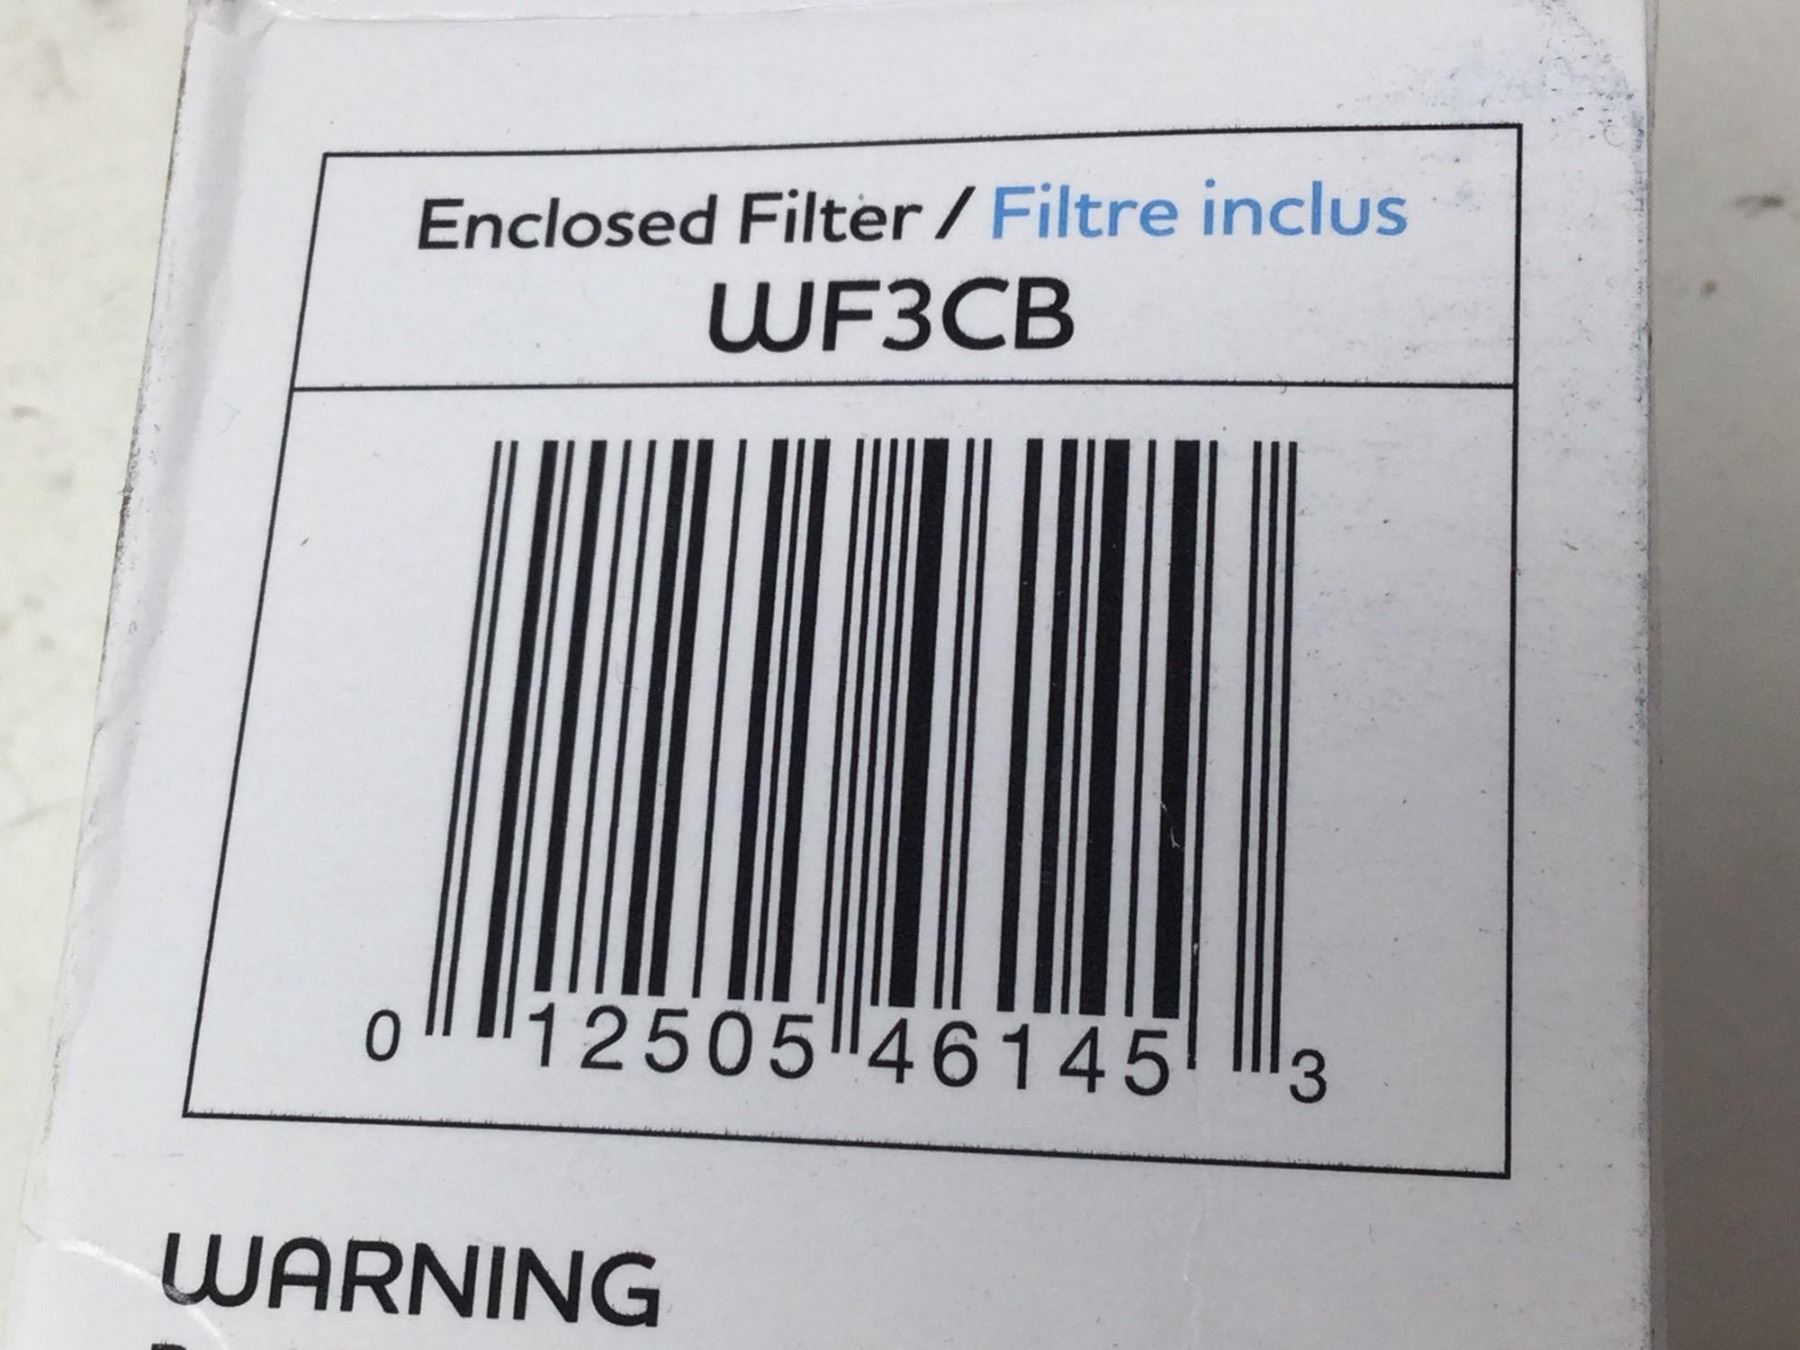 Enclosed Filter / Filtre inclus
WF3CB
0 12505 46145 3
WARNING